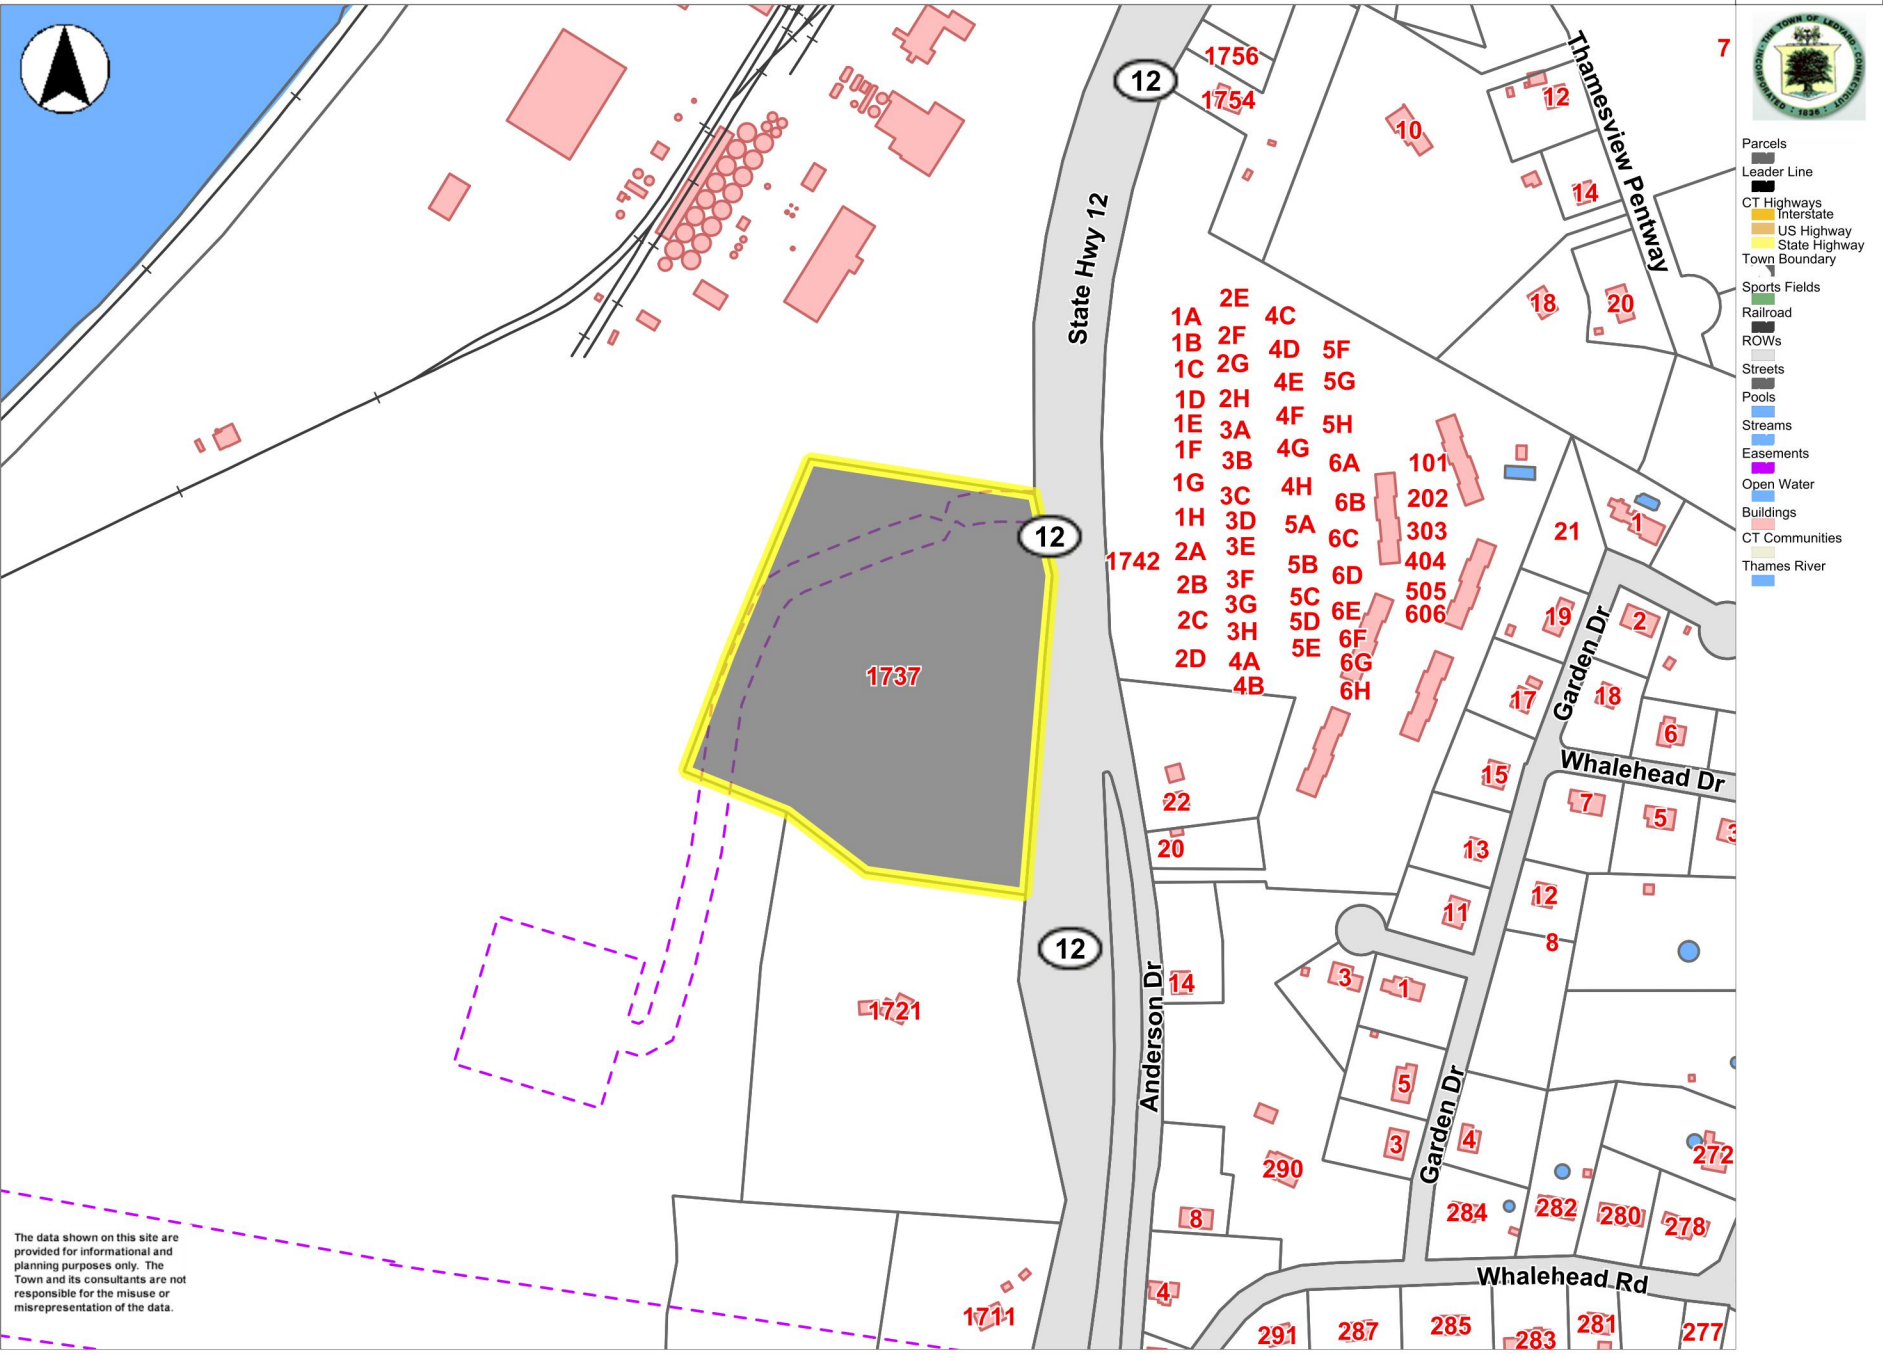 12
1756
1754
7
THE TOWN OF LEDYARD · CONNECTICUT
INCORPORATED · 1836
10
12
14
Thamesview Pentway
18
20
Parcels
Leader Line
CT Highways
Interstate
US Highway
State Highway
Town Boundary
Sports Fields
Railroad
ROWs
Streets
Pools
Streams
Easements
Open Water
Buildings
CT Communities
Thames River
State Hwy 12
1A
1B
1C
1D
1E
1F
1G
1H
2A
2B
2C
2D
2E
2F
2G
2H
3A
3B
3C
3D
3E
3F
3G
3H
4A
4B
4C
4D
4E
4F
4G
4H
5A
5B
5C
5D
5E
5F
5G
5H
6A
6B
6C
6D
6E
6F
6G
6H
101
202
303
404
505
606
12
1742
1737
21
1
19
2
Garden Dr
17
18
6
15
Whalehead Dr
7
5
3
13
22
20
11
12
8
12
14
3
1
1721
Anderson Dr
5
Garden Dr
3
4
272
290
8
284
282
280
278
Whalehead Rd
4
1711
291
287
285
283
281
277
The data shown on this site are
provided for informational and
planning purposes only. The
Town and its consultants are not
responsible for the misuse or
misrepresentation of the data.